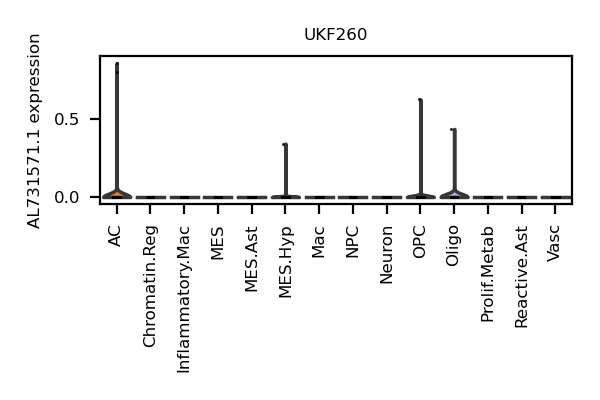 UKF260
AL731571.1 expression
0.5
0.0
AC
Chromatin.Reg
Inflammatory.Mac
MES
MES.Ast
MES.Hyp
Mac
NPC
Neuron
OPC
Oligo
Prolif.Metab
Reactive.Ast
Vasc